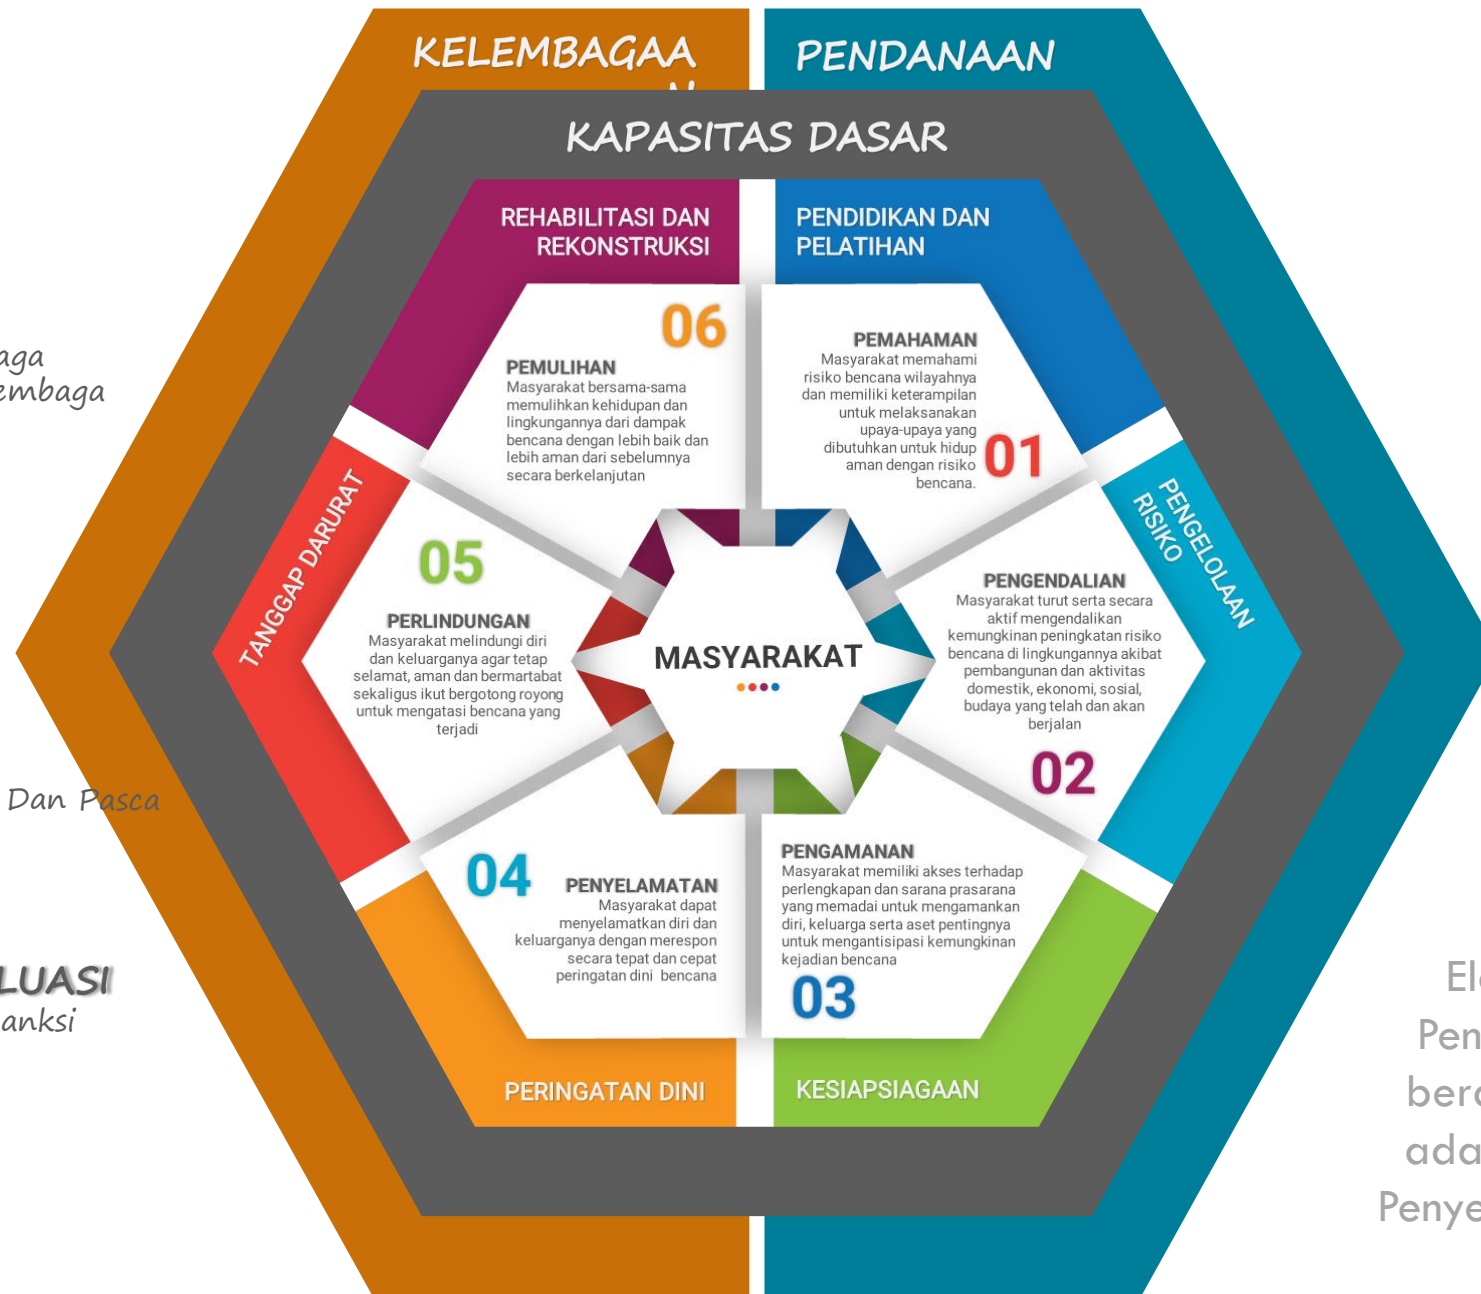 KELEMBAGAA
N
PENDANAAN
KAPASITAS DASAR
REHABILITASI DAN
REKONSTRUKSI
PENDIDIKAN DAN
PELATIHAN
06
PEMULIHAN
Masyarakat bersama-sama
memulihkan kehidupan dan
lingkungannya dari dampak
bencana dengan lebih baik dan
lebih aman dari sebelumnya
secara berkelanjutan
PEMAHAMAN
Masyarakat memahami
risiko bencana wilayahnya
dan memiliki keterampilan
untuk melaksanakan
upaya-upaya yang
dibutuhkan untuk hidup
aman dengan risiko
bencana.
01
TANGGAP DARURAT
05
PERLINDUNGAN
Masyarakat melindungi diri
dan keluarganya agar tetap
selamat, aman dan bermartabat
sekaligus ikut bergotong royong
untuk mengatasi bencana yang
terjadi
MASYARAKAT
PENGELOLAAN
RISIKO
PENGENDALIAN
Masyarakat turut serta secara
aktif mengendalikan
kemungkinan peningkatan risiko
bencana di lingkungannya akibat
pembangunan dan aktivitas
domestik, ekonomi, sosial,
budaya yang telah dan akan
berjalan
02
04
PENYELAMATAN
Masyarakat dapat
menyelamatkan diri dan
keluarganya dengan merespon
secara tepat dan cepat
peringatan dini bencana
PENGAMANAN
Masyarakat memiliki akses terhadap
perlengkapan dan sarana prasarana
yang memadai untuk mengamankan
diri, keluarga serta aset pentingnya
untuk mengantisipasi kemungkinan
kejadian bencana
03
PERINGATAN DINI
KESIAPSIAGAAN
aga
embaga
Dan Pasca
LUASI
anksi
El
Pen
ber
ada
Penye